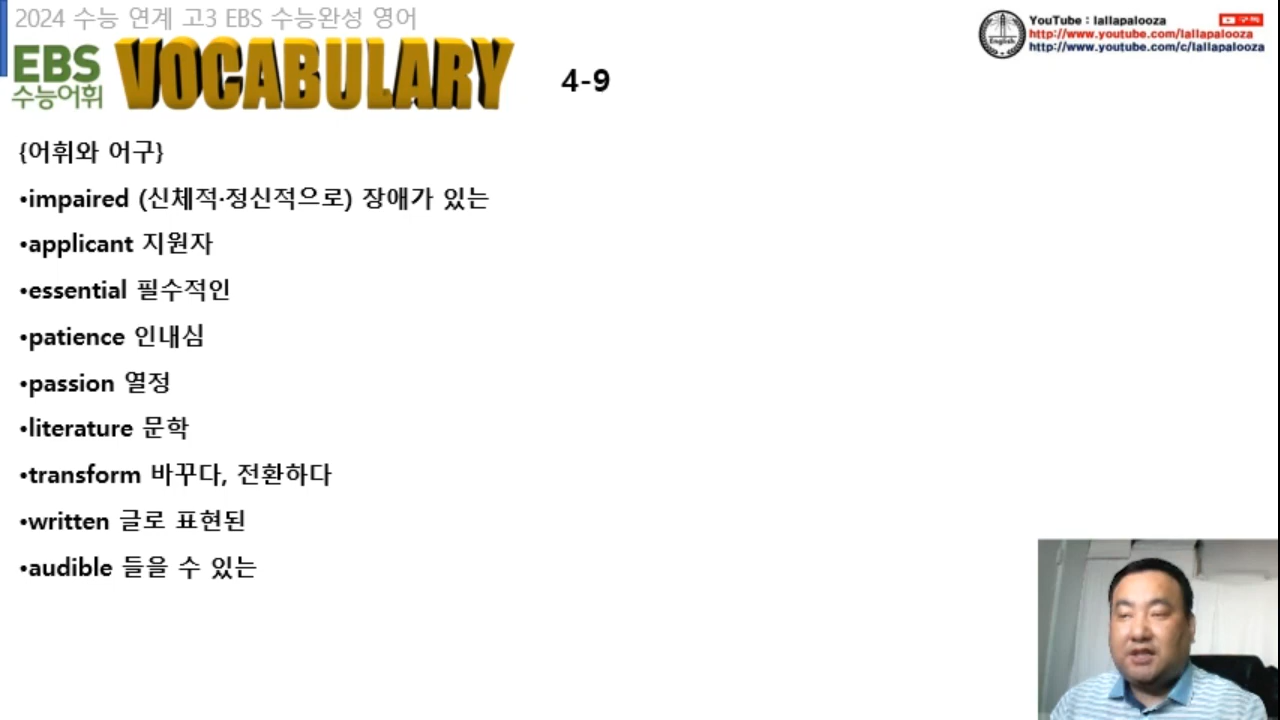 2024 수능 연계 고3 EBS 수능완성 영어
EBS
수능어휘
VOCABULARY
4-9
English
YouTube : lallapalooza
구독
http://www.youtube.com/lallapalooza
http://www.youtube.com/c/lallapalooza
{어휘와 어구}
•impaired (신체적·정신적으로) 장애가 있는
•applicant 지원자
•essential 필수적인
•patience 인내심
•passion 열정
•literature 문학
•transform 바꾸다, 전환하다
•written 글로 표현된
•audible 들을 수 있는